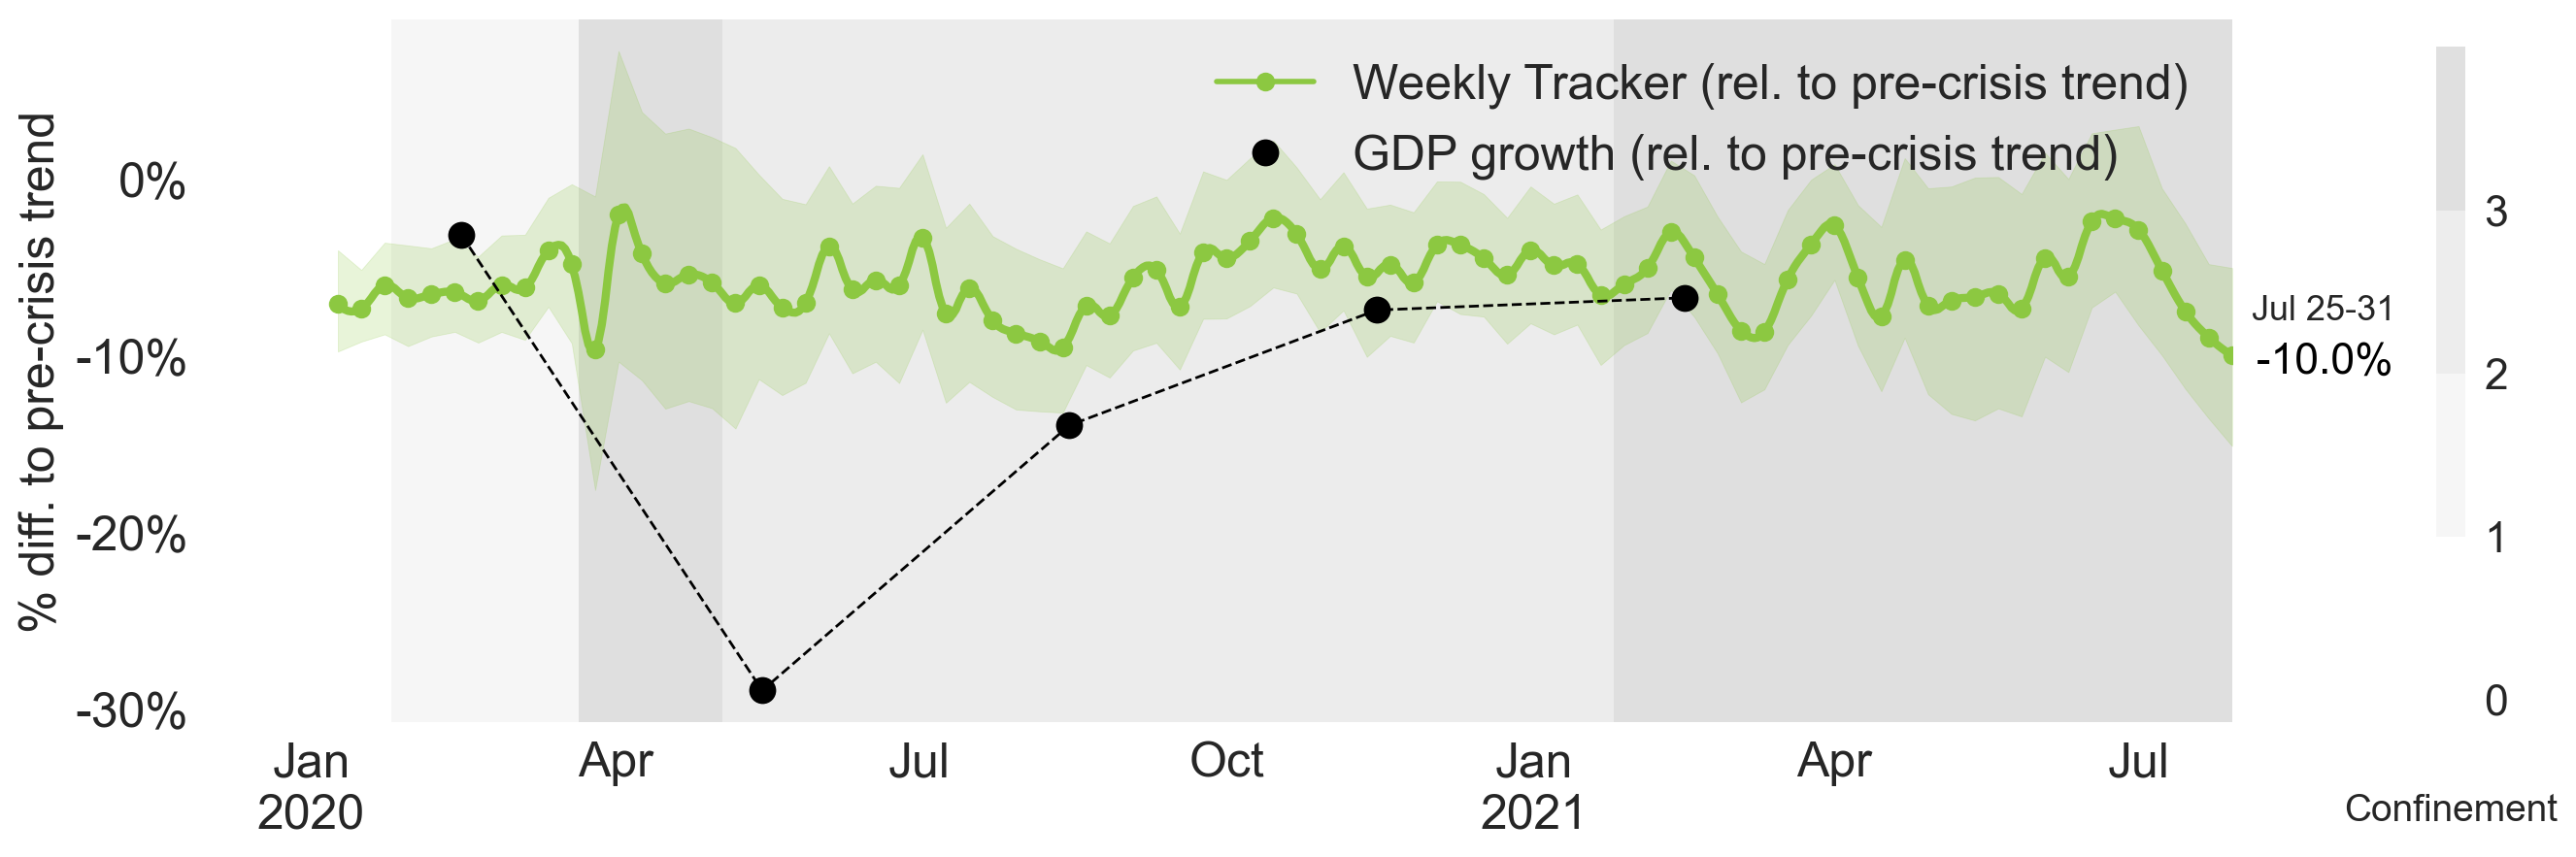 Weekly Tracker (rel. to pre-crisis trend)
GDP growth (rel. to pre-crisis trend)
% diff. to pre-crisis trend
0%
-10%
-20%
-30%
Jan
2020
Apr
Jul
Oct
Jan
2021
Apr
Jul
Jul 25-31
-10.0%
3
2
1
0
Confinement